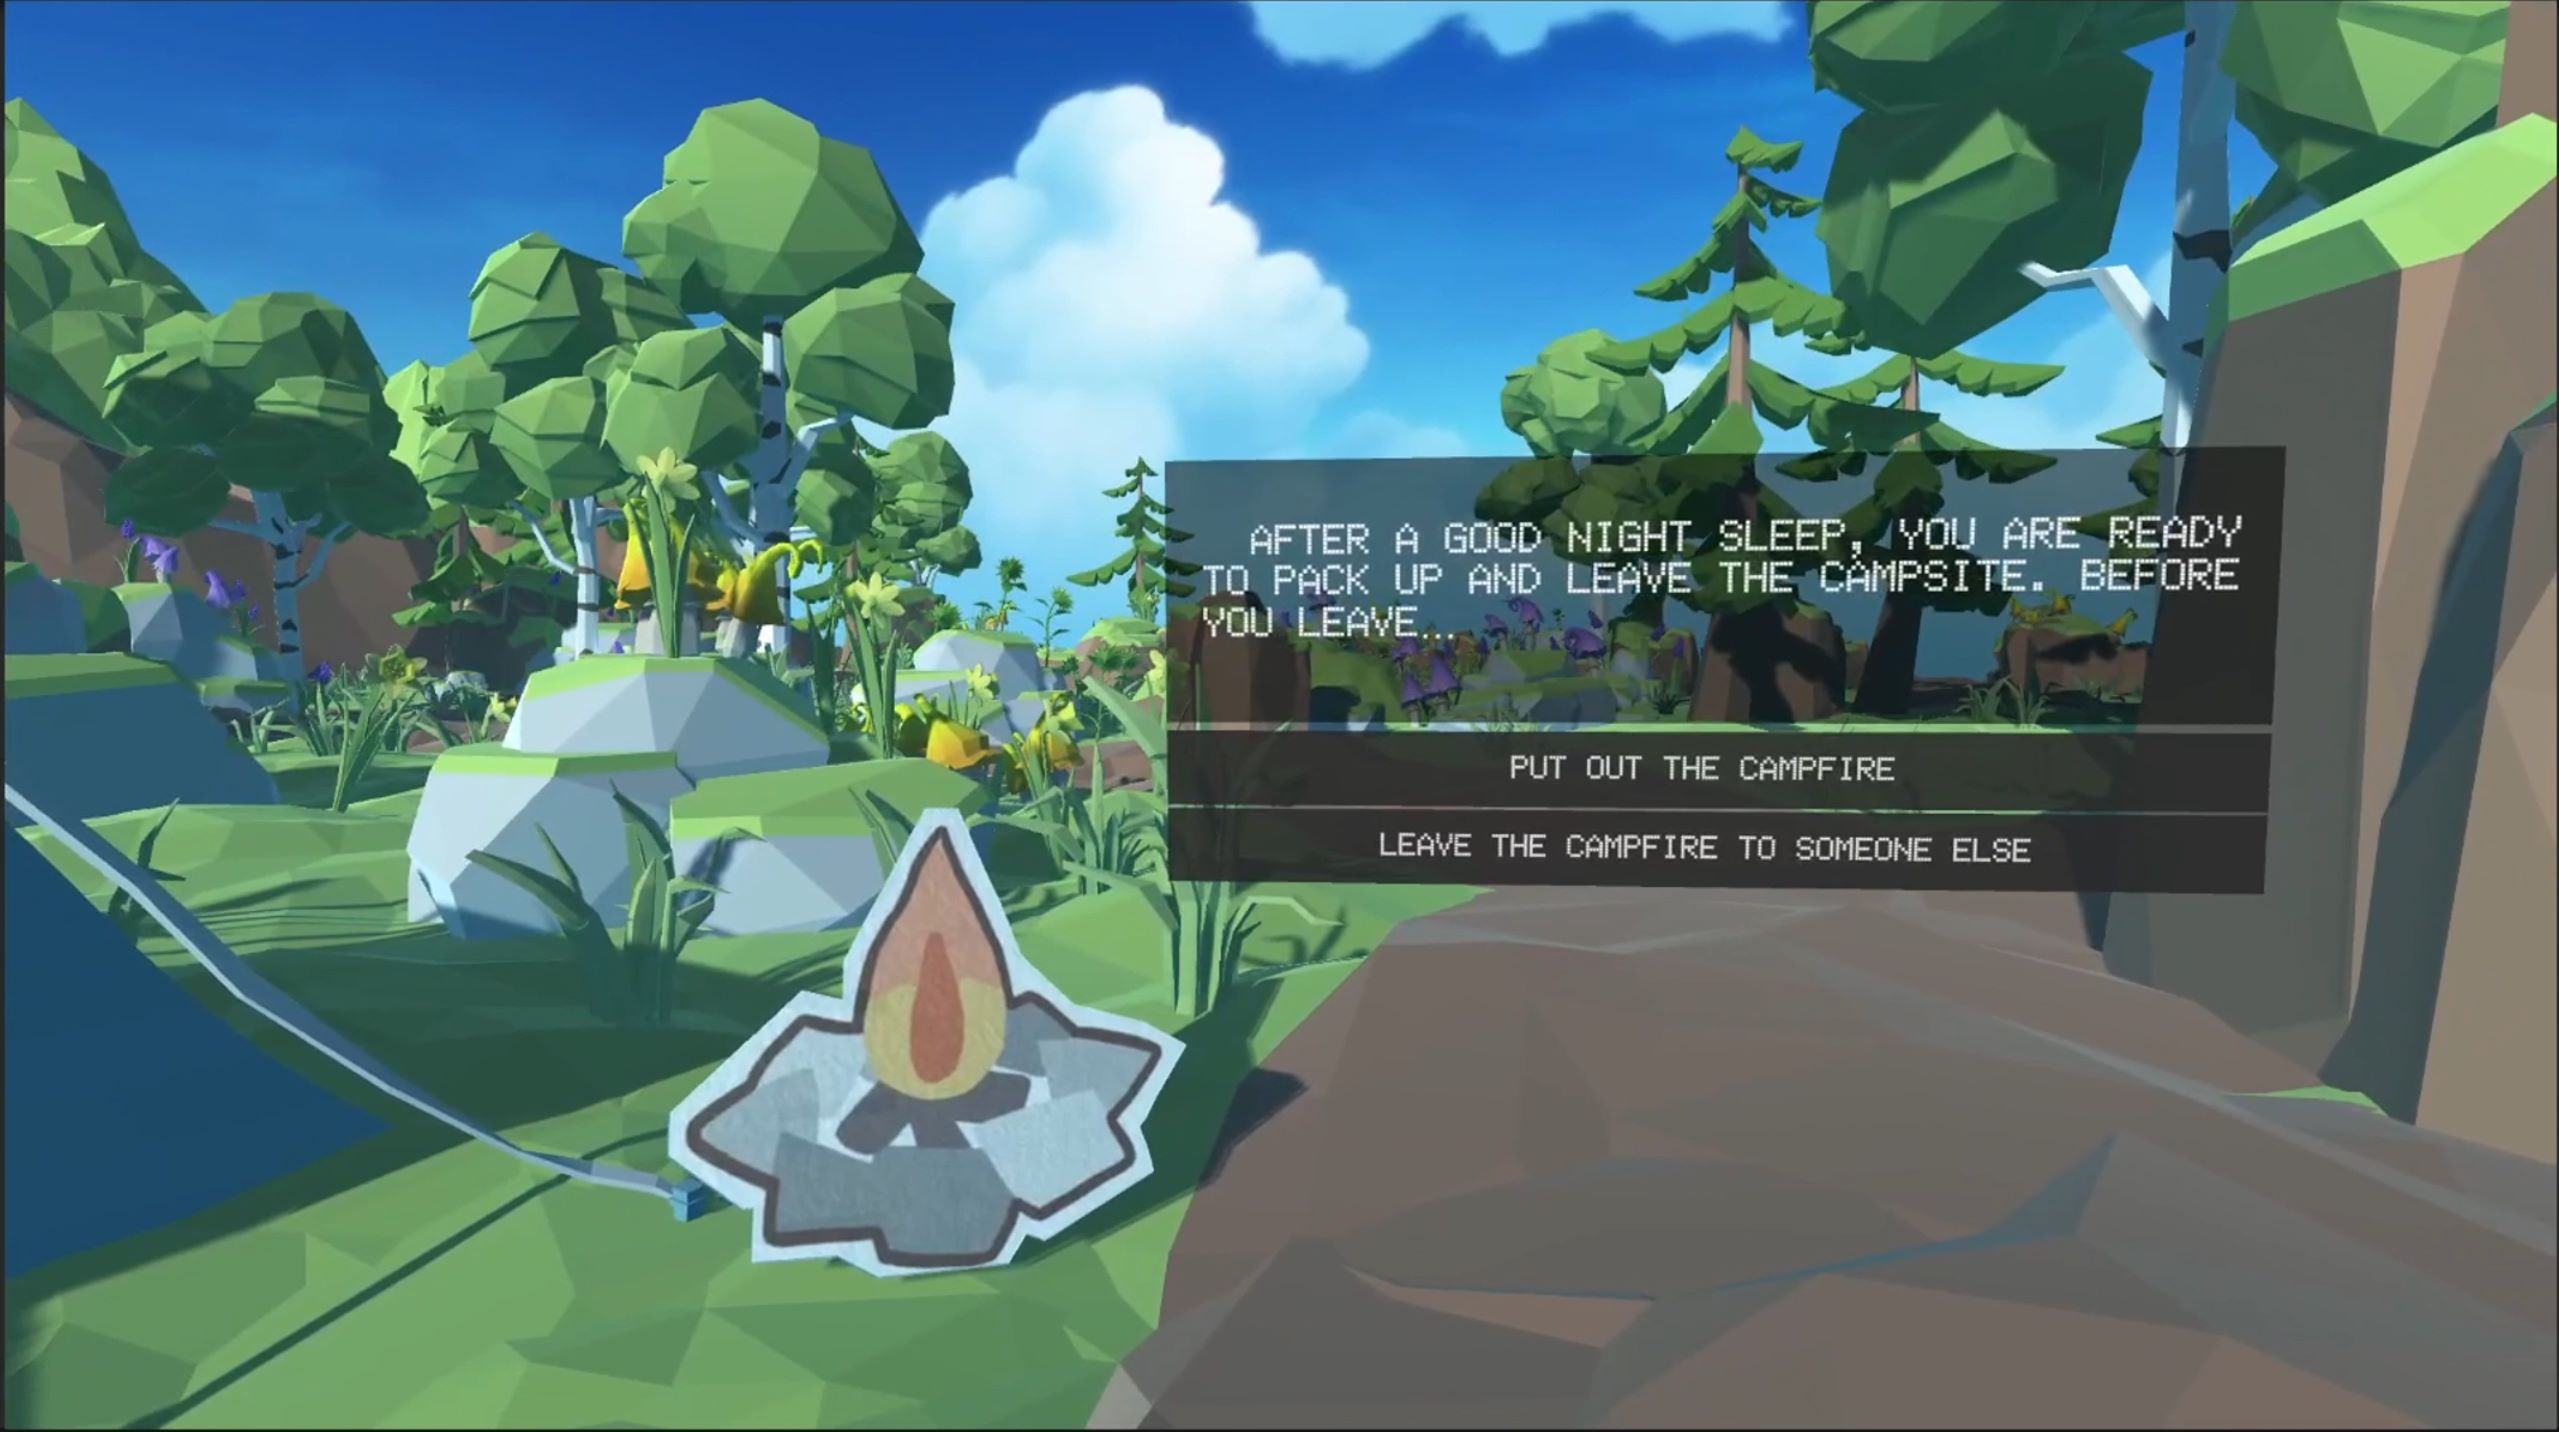 AFTER A GOOD NIGHT SLEEP, YOU ARE READY
TO PACK UP AND LEAVE THE CAMPSITE. BEFORE
YOU LEAVE...
PUT OUT THE CAMPFIRE
LEAVE THE CAMPFIRE TO SOMEONE ELSE